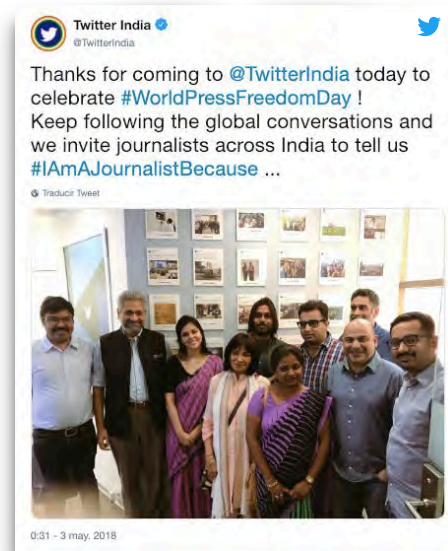 Twitter India
@TwitterIndia
Thanks for coming to @TwitterIndia today to
celebrate #WorldPressFreedomDay !
Keep following the global conversations and
we invite journalists across India to tell us
#IAmAJournalistBecause ...
Traducir Tweet
0:31 - 3 may. 2018